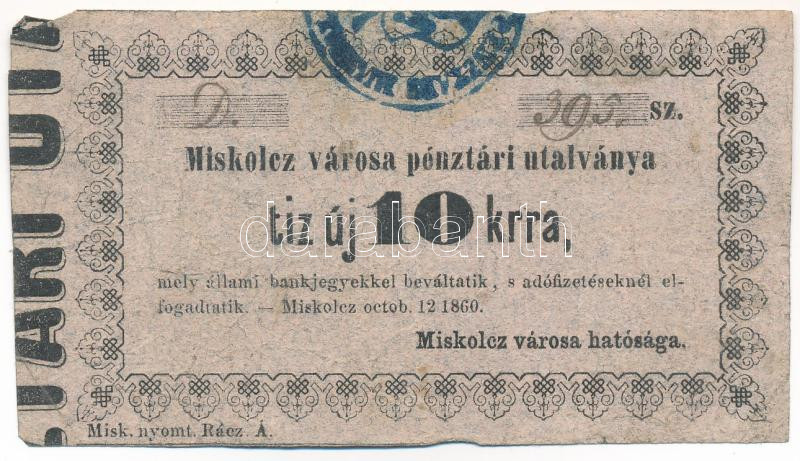 D. 395. sz.
Miskolcz városa pénztári utalványa
tiz új 10 krra,
mely állami bankjegyekkel beváltatik, s adófizetéseknél el-
fogadtatik. — Miskolcz octob. 12 1860.
Miskolcz városa hatósága.
Misk. nyomt. Rácz Á.
darabanth